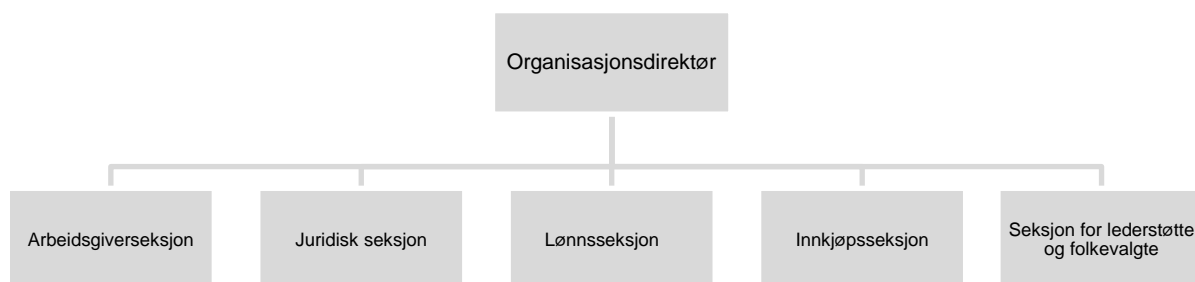 Organisasjonsdirektør
Arbeidsgiverseksjon
Juridisk seksjon
Lønnsseksjon
Innkjøpsseksjon
Seksjon for lederstøtte
og folkevalgte